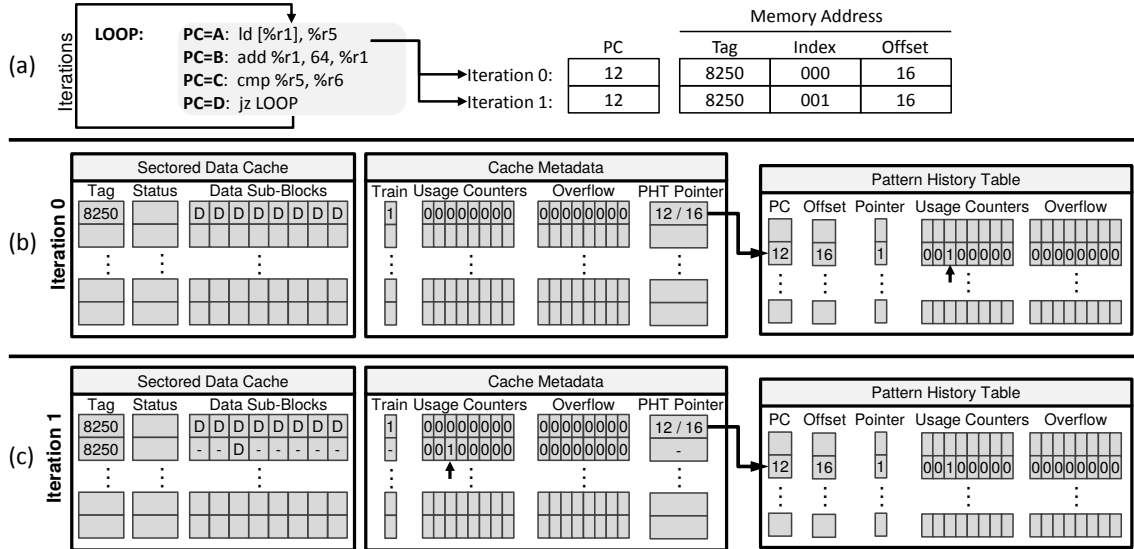 (a)
Iterations
LOOP: PC=A: ld [%r1], %r5
PC=B: add %r1, 64, %r1
PC=C: cmp %r5, %r6
PC=D: jz LOOP
Memory Address
PC Tag Index Offset
Iteration 0: 12 8250 000 16
Iteration 1: 12 8250 001 16
(b)
Iteration 0
Sectored Data Cache
Tag Status Data Sub-Blocks
8250 D D D D D D D D
Cache Metadata
Train Usage Counters Overflow PHT Pointer
1 0 0 0 0 0 0 0 0 0 0 0 0 0 0 0 0 12 / 16
Pattern History Table
PC Offset Pointer Usage Counters Overflow
12 16 1 0 0 1 0 0 0 0 0 0 0 0 0 0 0 0 0
(c)
Iteration 1
Sectored Data Cache
Tag Status Data Sub-Blocks
8250 D D D D D D D D
8250 - - D - - - - -
Cache Metadata
Train Usage Counters Overflow PHT Pointer
1 0 0 0 0 0 0 0 0 0 0 0 0 0 0 0 0 12 / 16
- 0 0 1 0 0 0 0 0 0 0 0 0 0 0 0 0 -
Pattern History Table
PC Offset Pointer Usage Counters Overflow
12 16 1 0 0 1 0 0 0 0 0 0 0 0 0 0 0 0 0